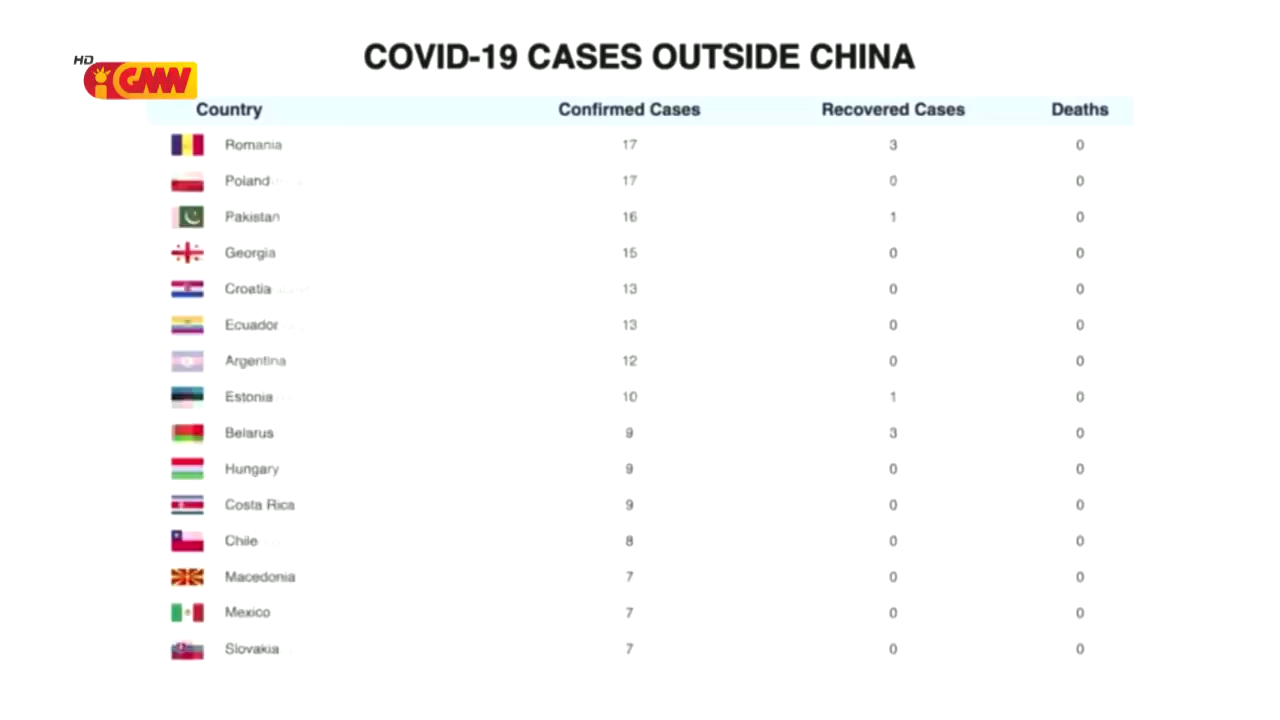 HD
iGMW
COVID-19 CASES OUTSIDE CHINA
Country Confirmed Cases Recovered Cases Deaths
Romania 17 3 0
Poland 17 0 0
Pakistan 16 1 0
Georgia 15 0 0
Croatia 13 0 0
Ecuador 13 0 0
Argentina 12 0 0
Estonia 10 1 0
Belarus 9 3 0
Hungary 9 0 0
Costa Rica 9 0 0
Chile 8 0 0
Macedonia 7 0 0
Mexico 7 0 0
Slovakia 7 0 0